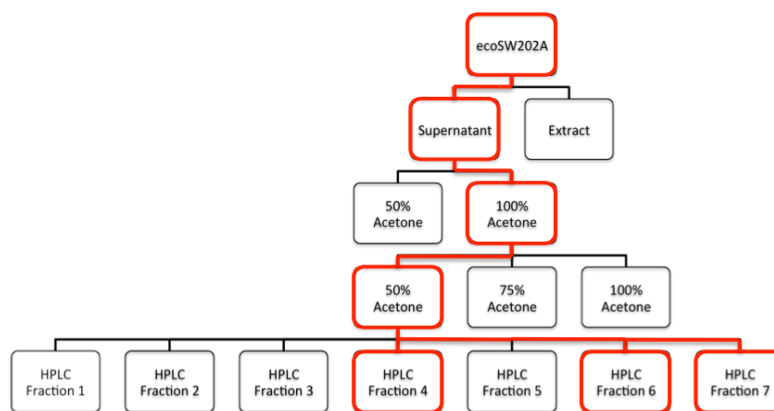 ecoSW202A
Supernatant
Extract
50%
Acetone
100%
Acetone
50%
Acetone
75%
Acetone
100%
Acetone
HPLC
Fraction 1
HPLC
Fraction 2
HPLC
Fraction 3
HPLC
Fraction 4
HPLC
Fraction 5
HPLC
Fraction 6
HPLC
Fraction 7